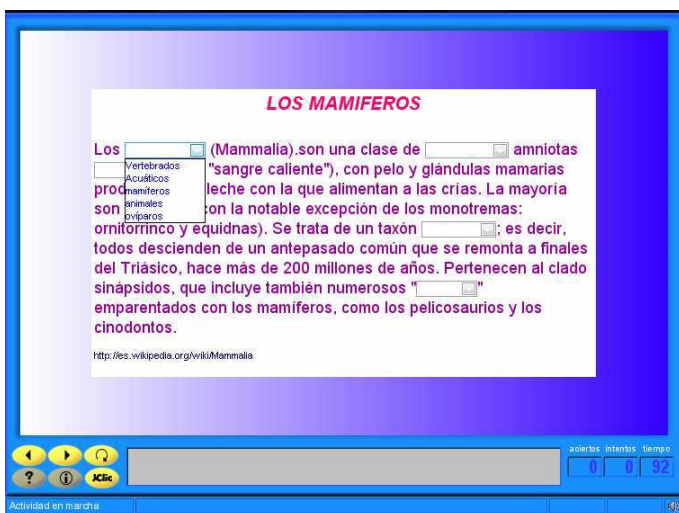 LOS MAMIFEROS
Los (Mammalia).son una clase de amniotas
"sangre caliente"), con pelo y glándulas mamarias
prod leche con la que alimentan a las crías. La mayoría
son con la notable excepción de los monotremas:
ornitorrinco y equidnas). Se trata de un taxón ; es decir,
todos descienden de un antepasado común que se remonta a finales
del Triásico, hace más de 200 millones de años. Pertenecen al clado
sinápsidos, que incluye también numerosos " "
emparentados con los mamíferos, como los pelicosaurios y los
cinodontos.
Vertebrados
Acuáticos
mamíferos
animales
ovíparos
http://es.wikipedia.org/wiki/Mammalia
aciertos intentos tiempo
0 0 92
JClic
Actividad en marcha